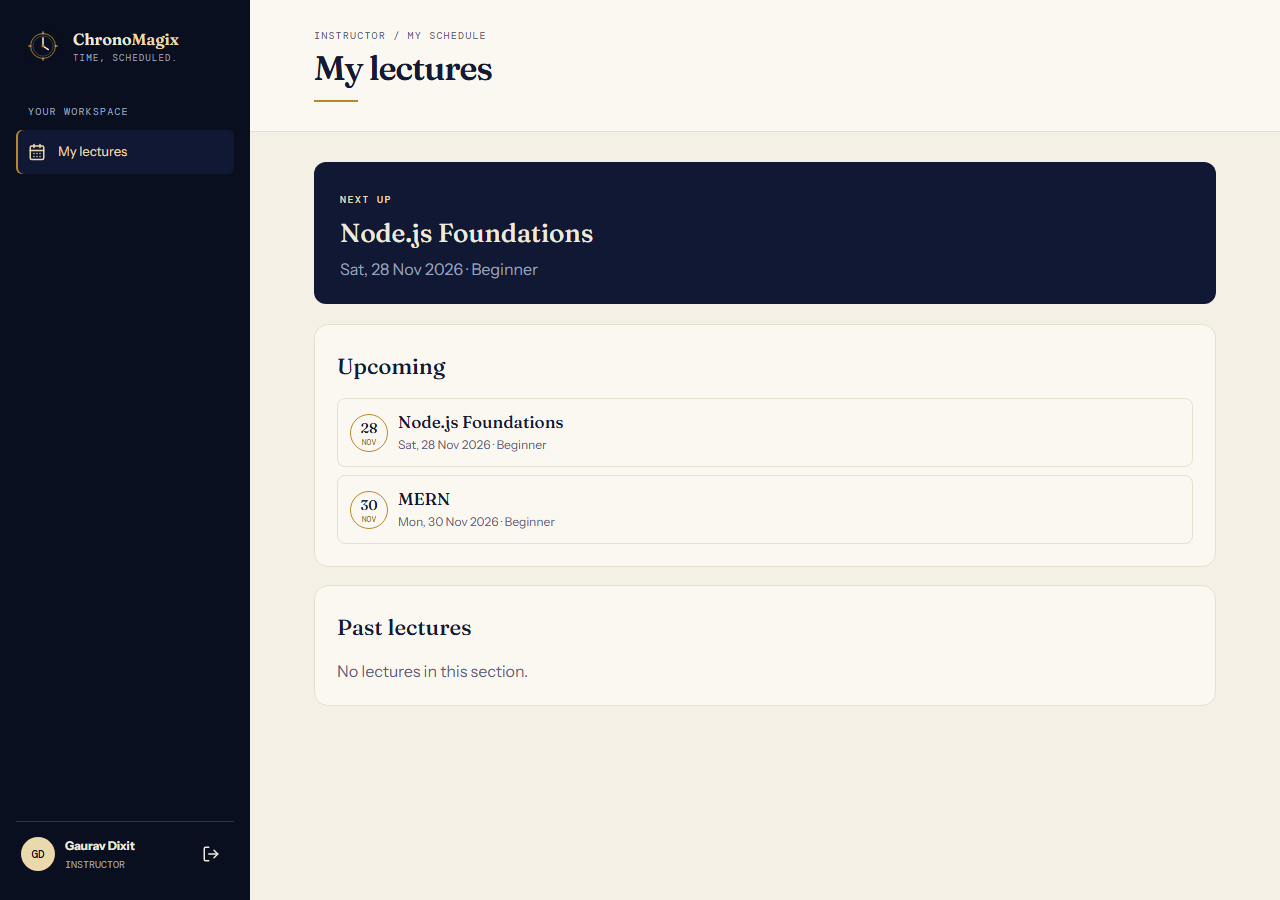 ChronoMagix
TIME, SCHEDULED.
YOUR WORKSPACE
My lectures
GD
Gaurav Dixit
INSTRUCTOR
INSTRUCTOR / MY SCHEDULE
My lectures
NEXT UP
Node.js Foundations
Sat, 28 Nov 2026 · Beginner
Upcoming
28
NOV
Node.js Foundations
Sat, 28 Nov 2026 · Beginner
30
NOV
MERN
Mon, 30 Nov 2026 · Beginner
Past lectures
No lectures in this section.